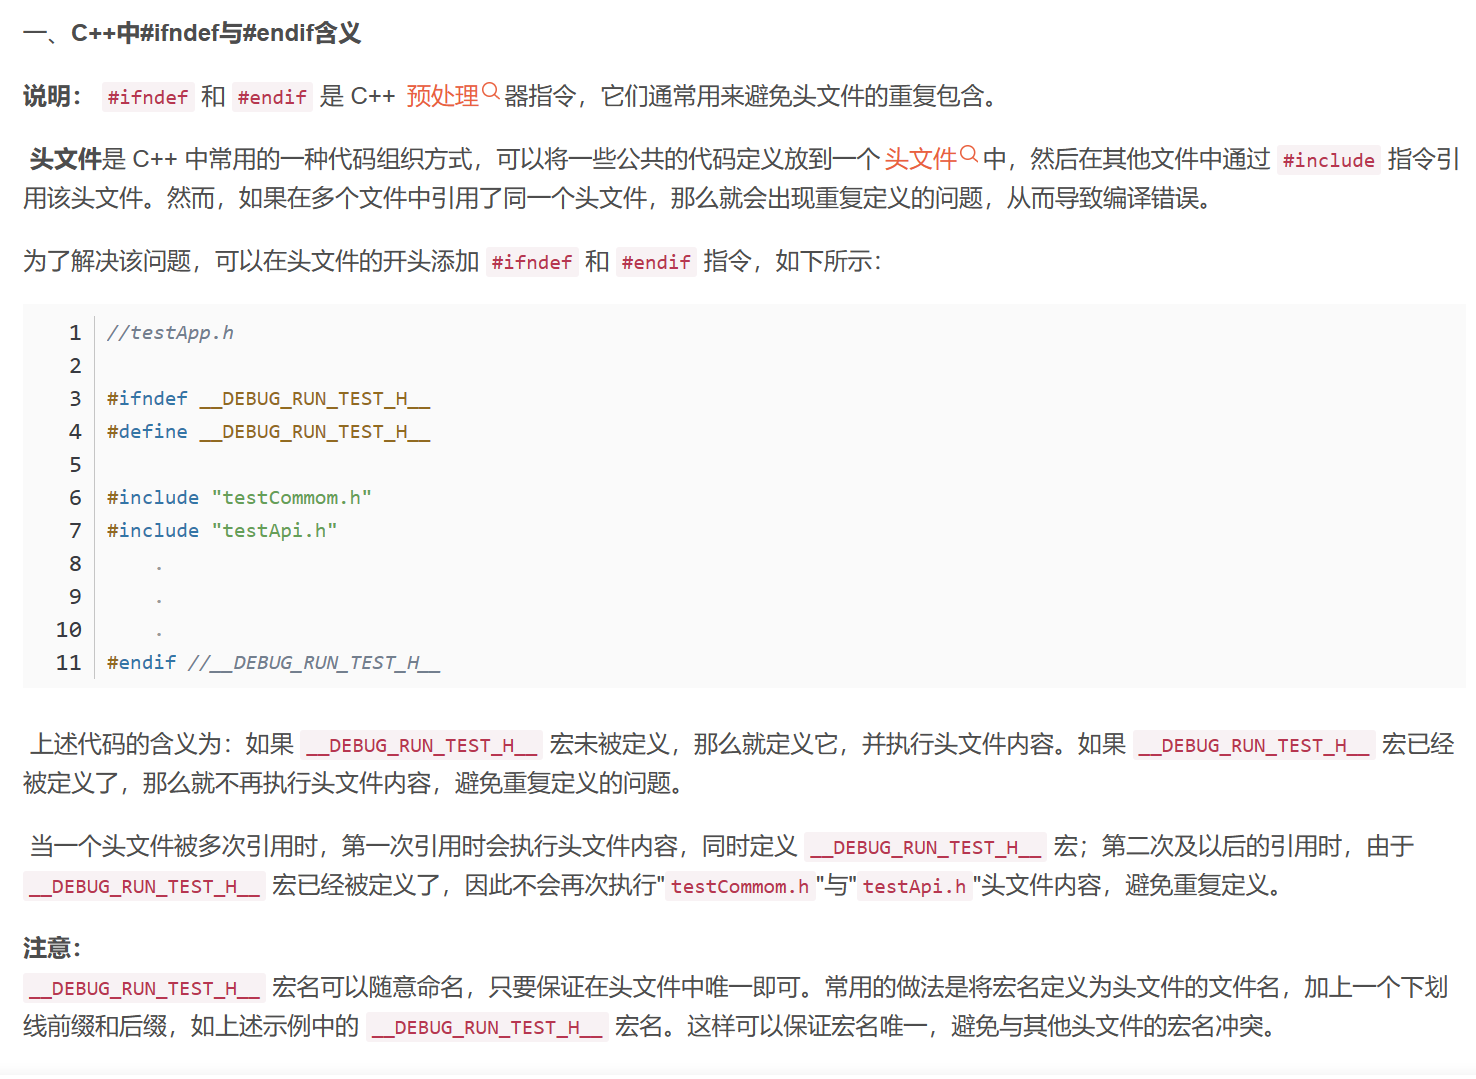 一、C++中#ifndef与#endif含义
说明： #ifndef 和 #endif 是 C++ 预处理器指令，它们通常用来避免头文件的重复包含。
头文件是 C++ 中常用的一种代码组织方式，可以将一些公共的代码定义放到一个头文件中，然后在其他文件中通过 #include 指令引
用该头文件。然而，如果在多个文件中引用了同一个头文件，那么就会出现重复定义的问题，从而导致编译错误。
为了解决该问题，可以在头文件的开头添加 #ifndef 和 #endif 指令，如下所示：
1 //testApp.h
2
3 #ifndef __DEBUG_RUN_TEST_H__
4 #define __DEBUG_RUN_TEST_H__
5
6 #include "testCommom.h"
7 #include "testApi.h"
8 .
9 .
10 .
11 #endif //__DEBUG_RUN_TEST_H__
上述代码的含义为：如果 __DEBUG_RUN_TEST_H__ 宏未被定义，那么就定义它，并执行头文件内容。如果 __DEBUG_RUN_TEST_H__ 宏已经
被定义了，那么就不再执行头文件内容，避免重复定义的问题。
当一个头文件被多次引用时，第一次引用时会执行头文件内容，同时定义 __DEBUG_RUN_TEST_H__ 宏；第二次及以后的引用时，由于
__DEBUG_RUN_TEST_H__ 宏已经被定义了，因此不会再次执行"testCommom.h"与"testApi.h"头文件内容，避免重复定义。
注意：
__DEBUG_RUN_TEST_H__ 宏名可以随意命名，只要保证在头文件中唯一即可。常用的做法是将宏名定义为头文件的文件名，加上一个下划
线前缀和后缀，如上述示例中的 __DEBUG_RUN_TEST_H__ 宏名。这样可以保证宏名唯一，避免与其他头文件的宏名冲突。